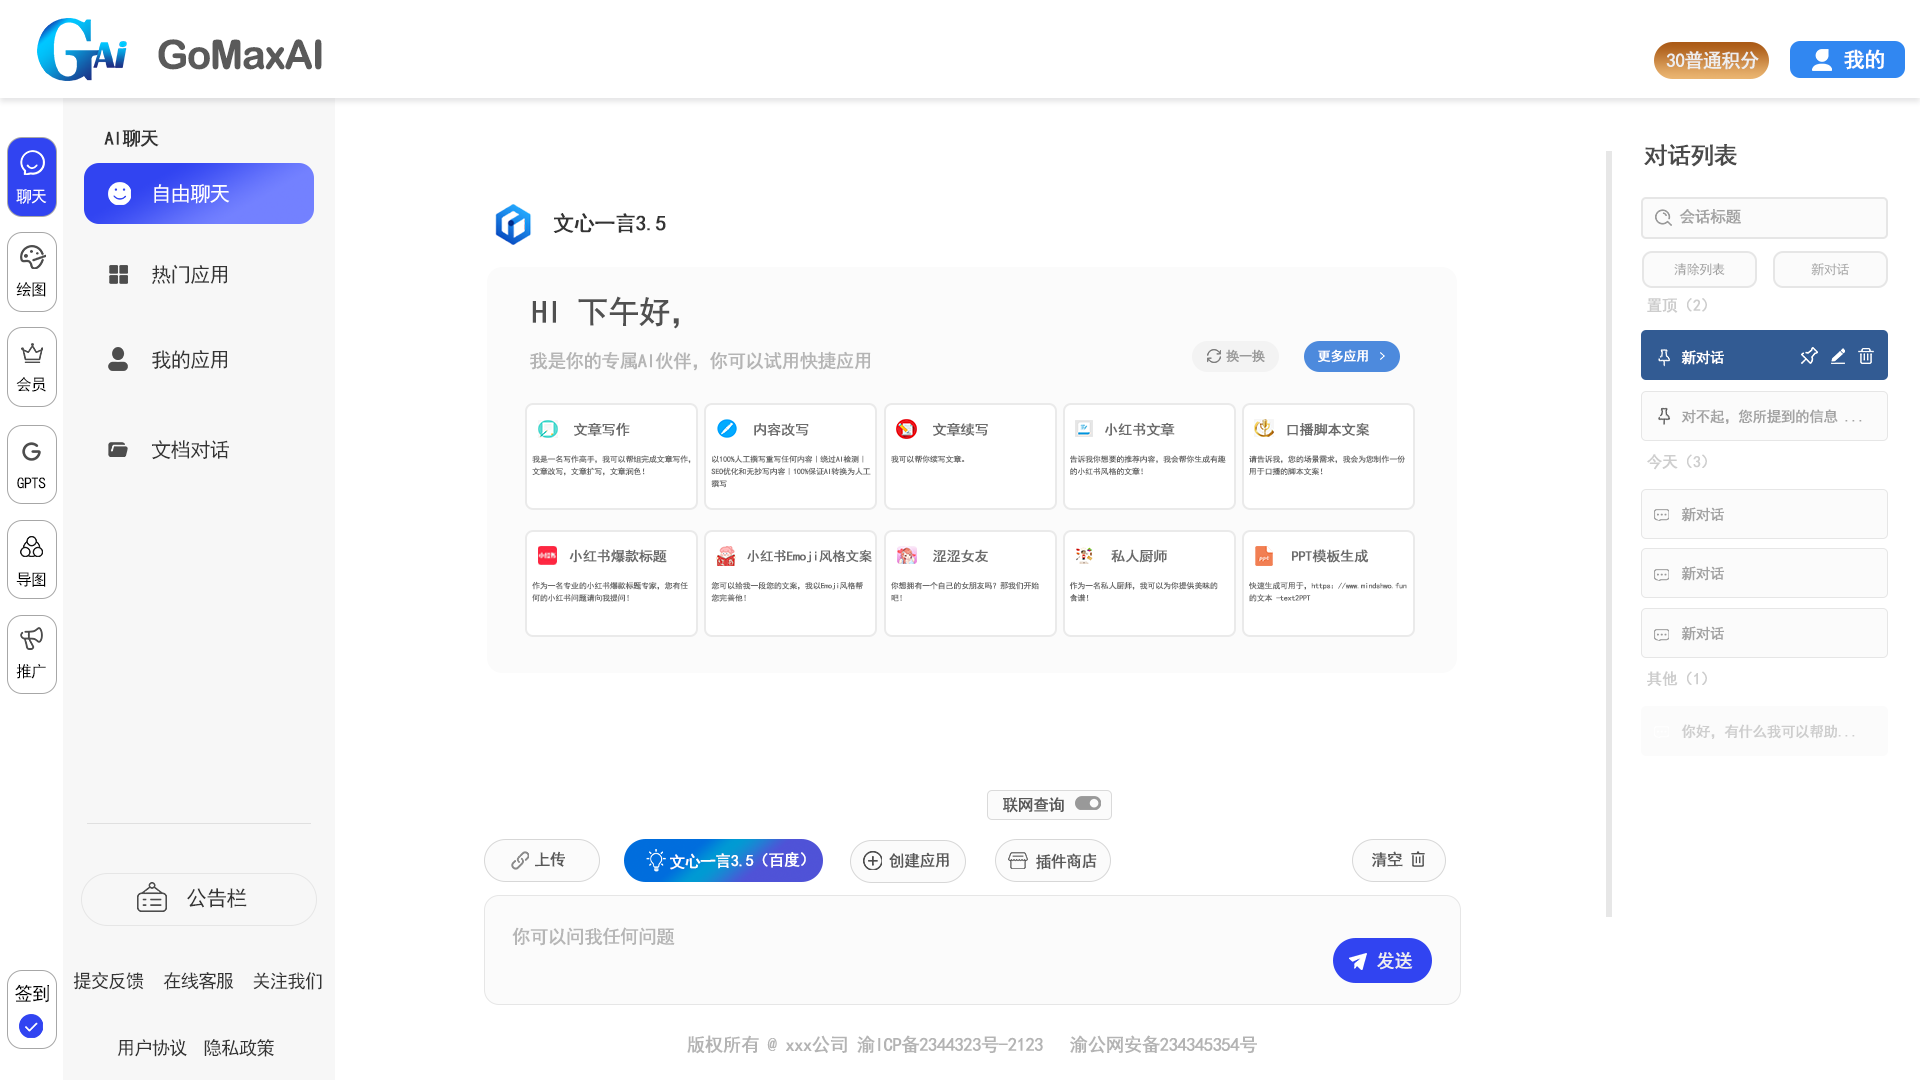 GAi GoMaxAI
30普通积分
我的
聊天
绘图
会员
GPTS
导图
推广
签到
AI聊天
自由聊天
热门应用
我的应用
文档对话
公告栏
提交反馈 在线客服 关注我们
用户协议 隐私政策
文心一言3.5
HI 下午好，
我是你的专属AI伙伴，你可以试用快捷应用
换一换
更多应用 >
文章写作
我是一名写作高手，我可以帮组完成文章写作，
文章改写，文章扩写，文章润色！
内容改写
以100%人工撰写重写任何内容 | 绕过AI检测 |
SEO优化和无抄写内容 | 100%保证AI转换为人工
撰写
文章续写
我可以帮你续写文章。
小红书文章
告诉我你想要的推荐内容，我会帮你生成有趣
的小红书风格的文章！
口播脚本文案
请告诉我，您的场景需求，我会为您制作一份
用于口播的脚本文案！
小红书
小红书爆款标题
作为一名专业的小红书爆款标题专家，您有任
何的小红书问题请向我提问！
小红书Emoji风格文案
您可以给我一段您的文案，我以Emoji风格帮
您完善他！
涩涩女友
你想拥有一个自己的女朋友吗？那我们开始
吧！
私人厨师
作为一名私人厨师，我可以为你提供美味的
食谱！
ppt
PPT模板生成
快速生成可用于，https：//www.mindshwo.fun
的文本 -text2PPT
联网查询
上传
文心一言3.5（百度）
创建应用
插件商店
清空
你可以问我任何问题
发送
版权所有 @ xxx公司 渝ICP备2344323号-2123 渝公网安备234345354号
对话列表
会话标题
清除列表
新对话
置顶（2）
新对话
对不起，您所提到的信息 ...
今天（3）
新对话
新对话
新对话
其他（1）
你好，有什么我可以帮助...